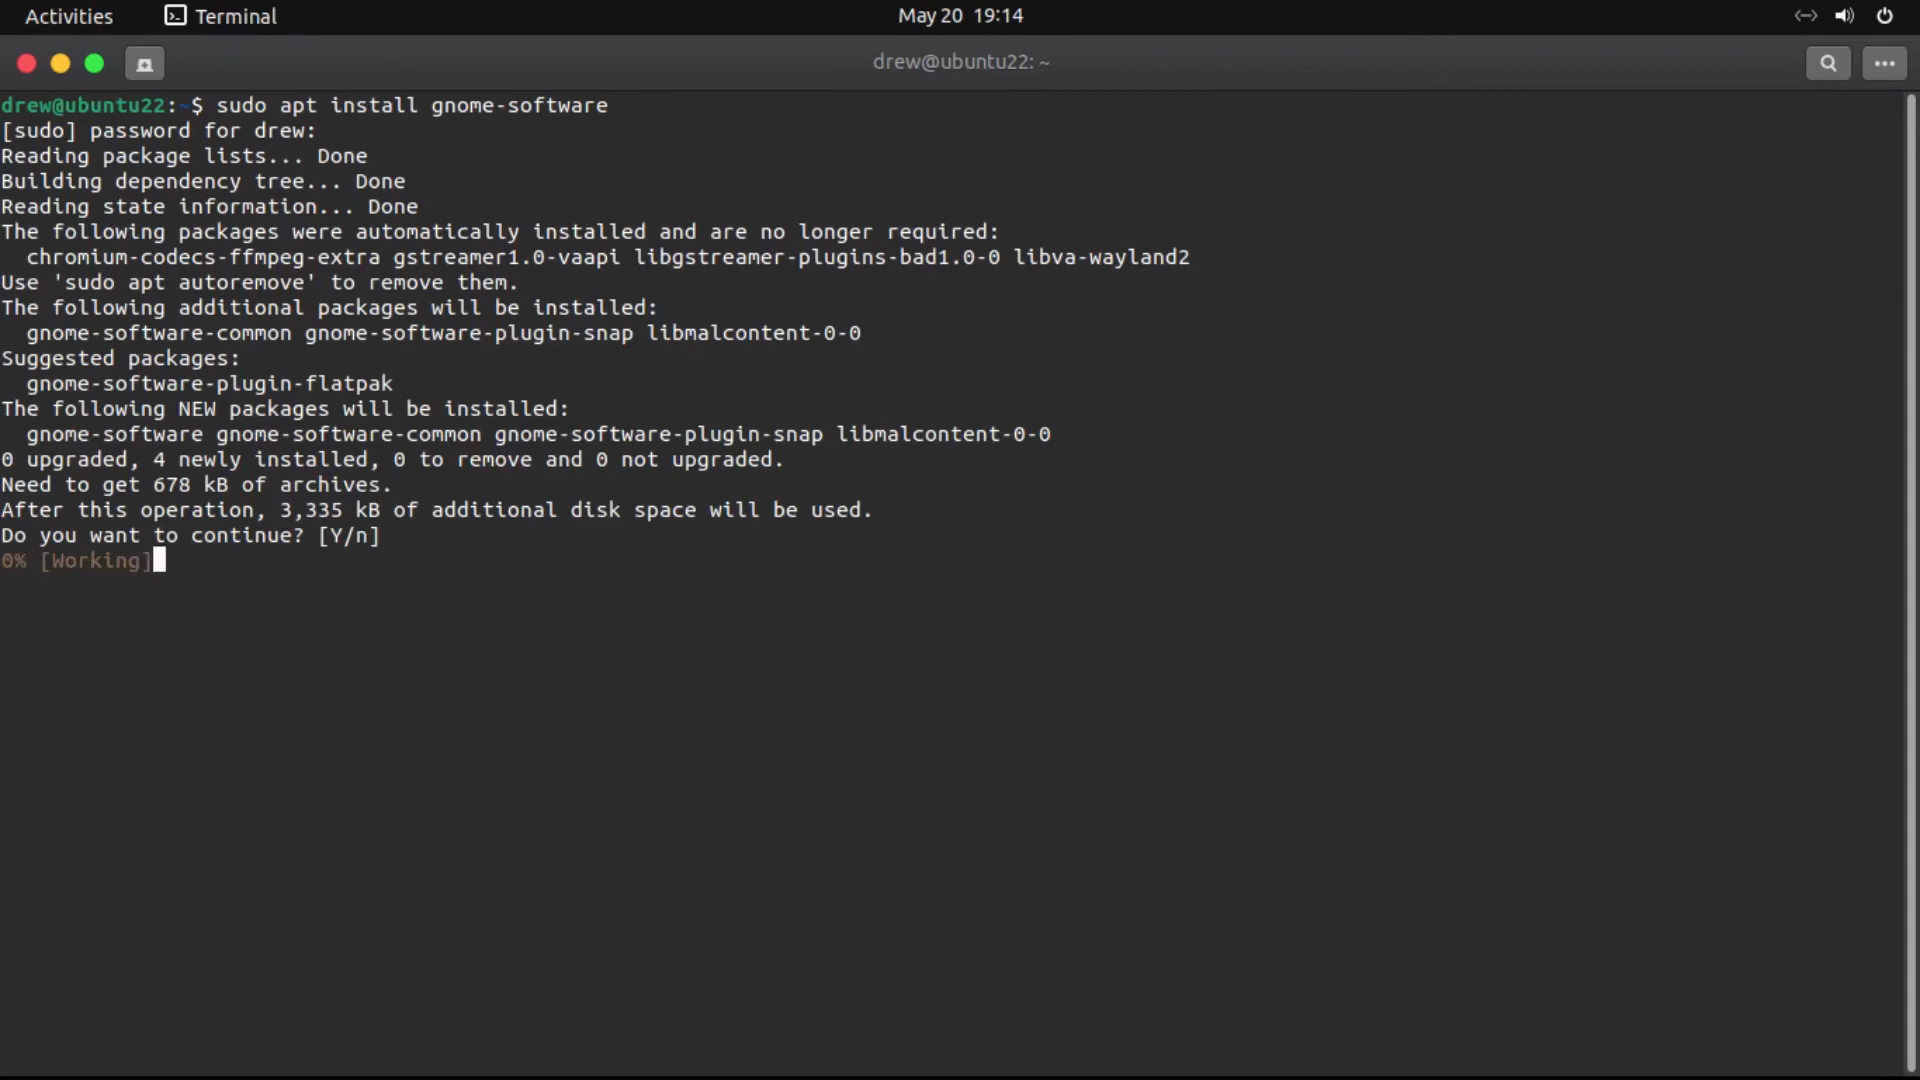 Activities Terminal May 20 19:14
drew@ubuntu22: ~
drew@ubuntu22:~$ sudo apt install gnome-software
[sudo] password for drew:
Reading package lists... Done
Building dependency tree... Done
Reading state information... Done
The following packages were automatically installed and are no longer required:
  chromium-codecs-ffmpeg-extra gstreamer1.0-vaapi libgstreamer-plugins-bad1.0-0 libva-wayland2
Use 'sudo apt autoremove' to remove them.
The following additional packages will be installed:
  gnome-software-common gnome-software-plugin-snap libmalcontent-0-0
Suggested packages:
  gnome-software-plugin-flatpak
The following NEW packages will be installed:
  gnome-software gnome-software-common gnome-software-plugin-snap libmalcontent-0-0
0 upgraded, 4 newly installed, 0 to remove and 0 not upgraded.
Need to get 678 kB of archives.
After this operation, 3,335 kB of additional disk space will be used.
Do you want to continue? [Y/n]
0% [Working]